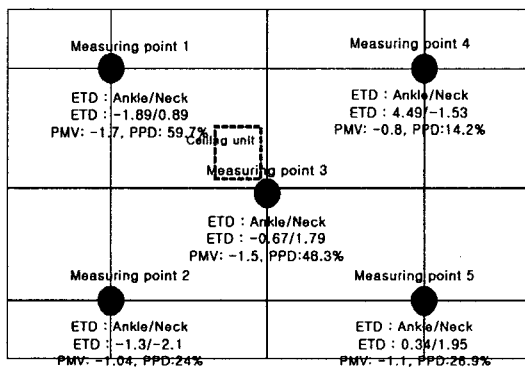 Measuring point 1
ETD : Ankle/Neck
ETD : -1.89/0.89
PMV: -1.7, PPD: 59.7%
Measuring point 4
ETD : Ankle/Neck
ETD : 4.49/-1.53
PMV: -0.8, PPD:14.2%
Ceiling unit
Measuring point 3
ETD : Ankle/Neck
ETD : -0.67/1.79
PMV: -1.5, PPD:48.3%
Measuring point 2
ETD : Ankle/Neck
ETD : -1.3/-2.1
PMV: -1.04, PPD:24%
Measuring point 5
ETD : Ankle/Neck
ETD : 0.34/1.95
PMV: -1.1, PPD:26.9%